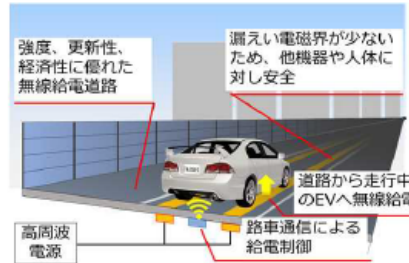 強度、更新性、
経済性に優れた
無線給電道路
漏えい電磁界が少ない
ため、他機器や人体に
対し安全
道路から走行中
のEVへ無線給電
路車通信による
給電制御
高周波
電源